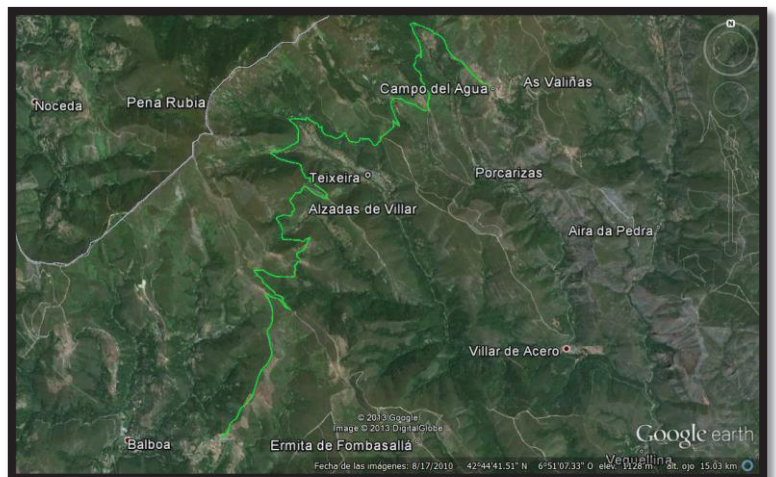 N
Campo del Agua
As Valiñas
Noceda
Pena Rubia
Teixeira
Porcarizas
Alzadas de Villar
Aira da Pedra
Villar de Acero
© 2013 Google
Image © 2013 DigitalGlobe
Google earth
Balboa
Ermita de Fombasallá
Veguellina
Fecha de las imágenes: 8/17/2010 42°44'41.51" N 6°51'07.33" O elev. 1128 m alt. ojo 15.03 km